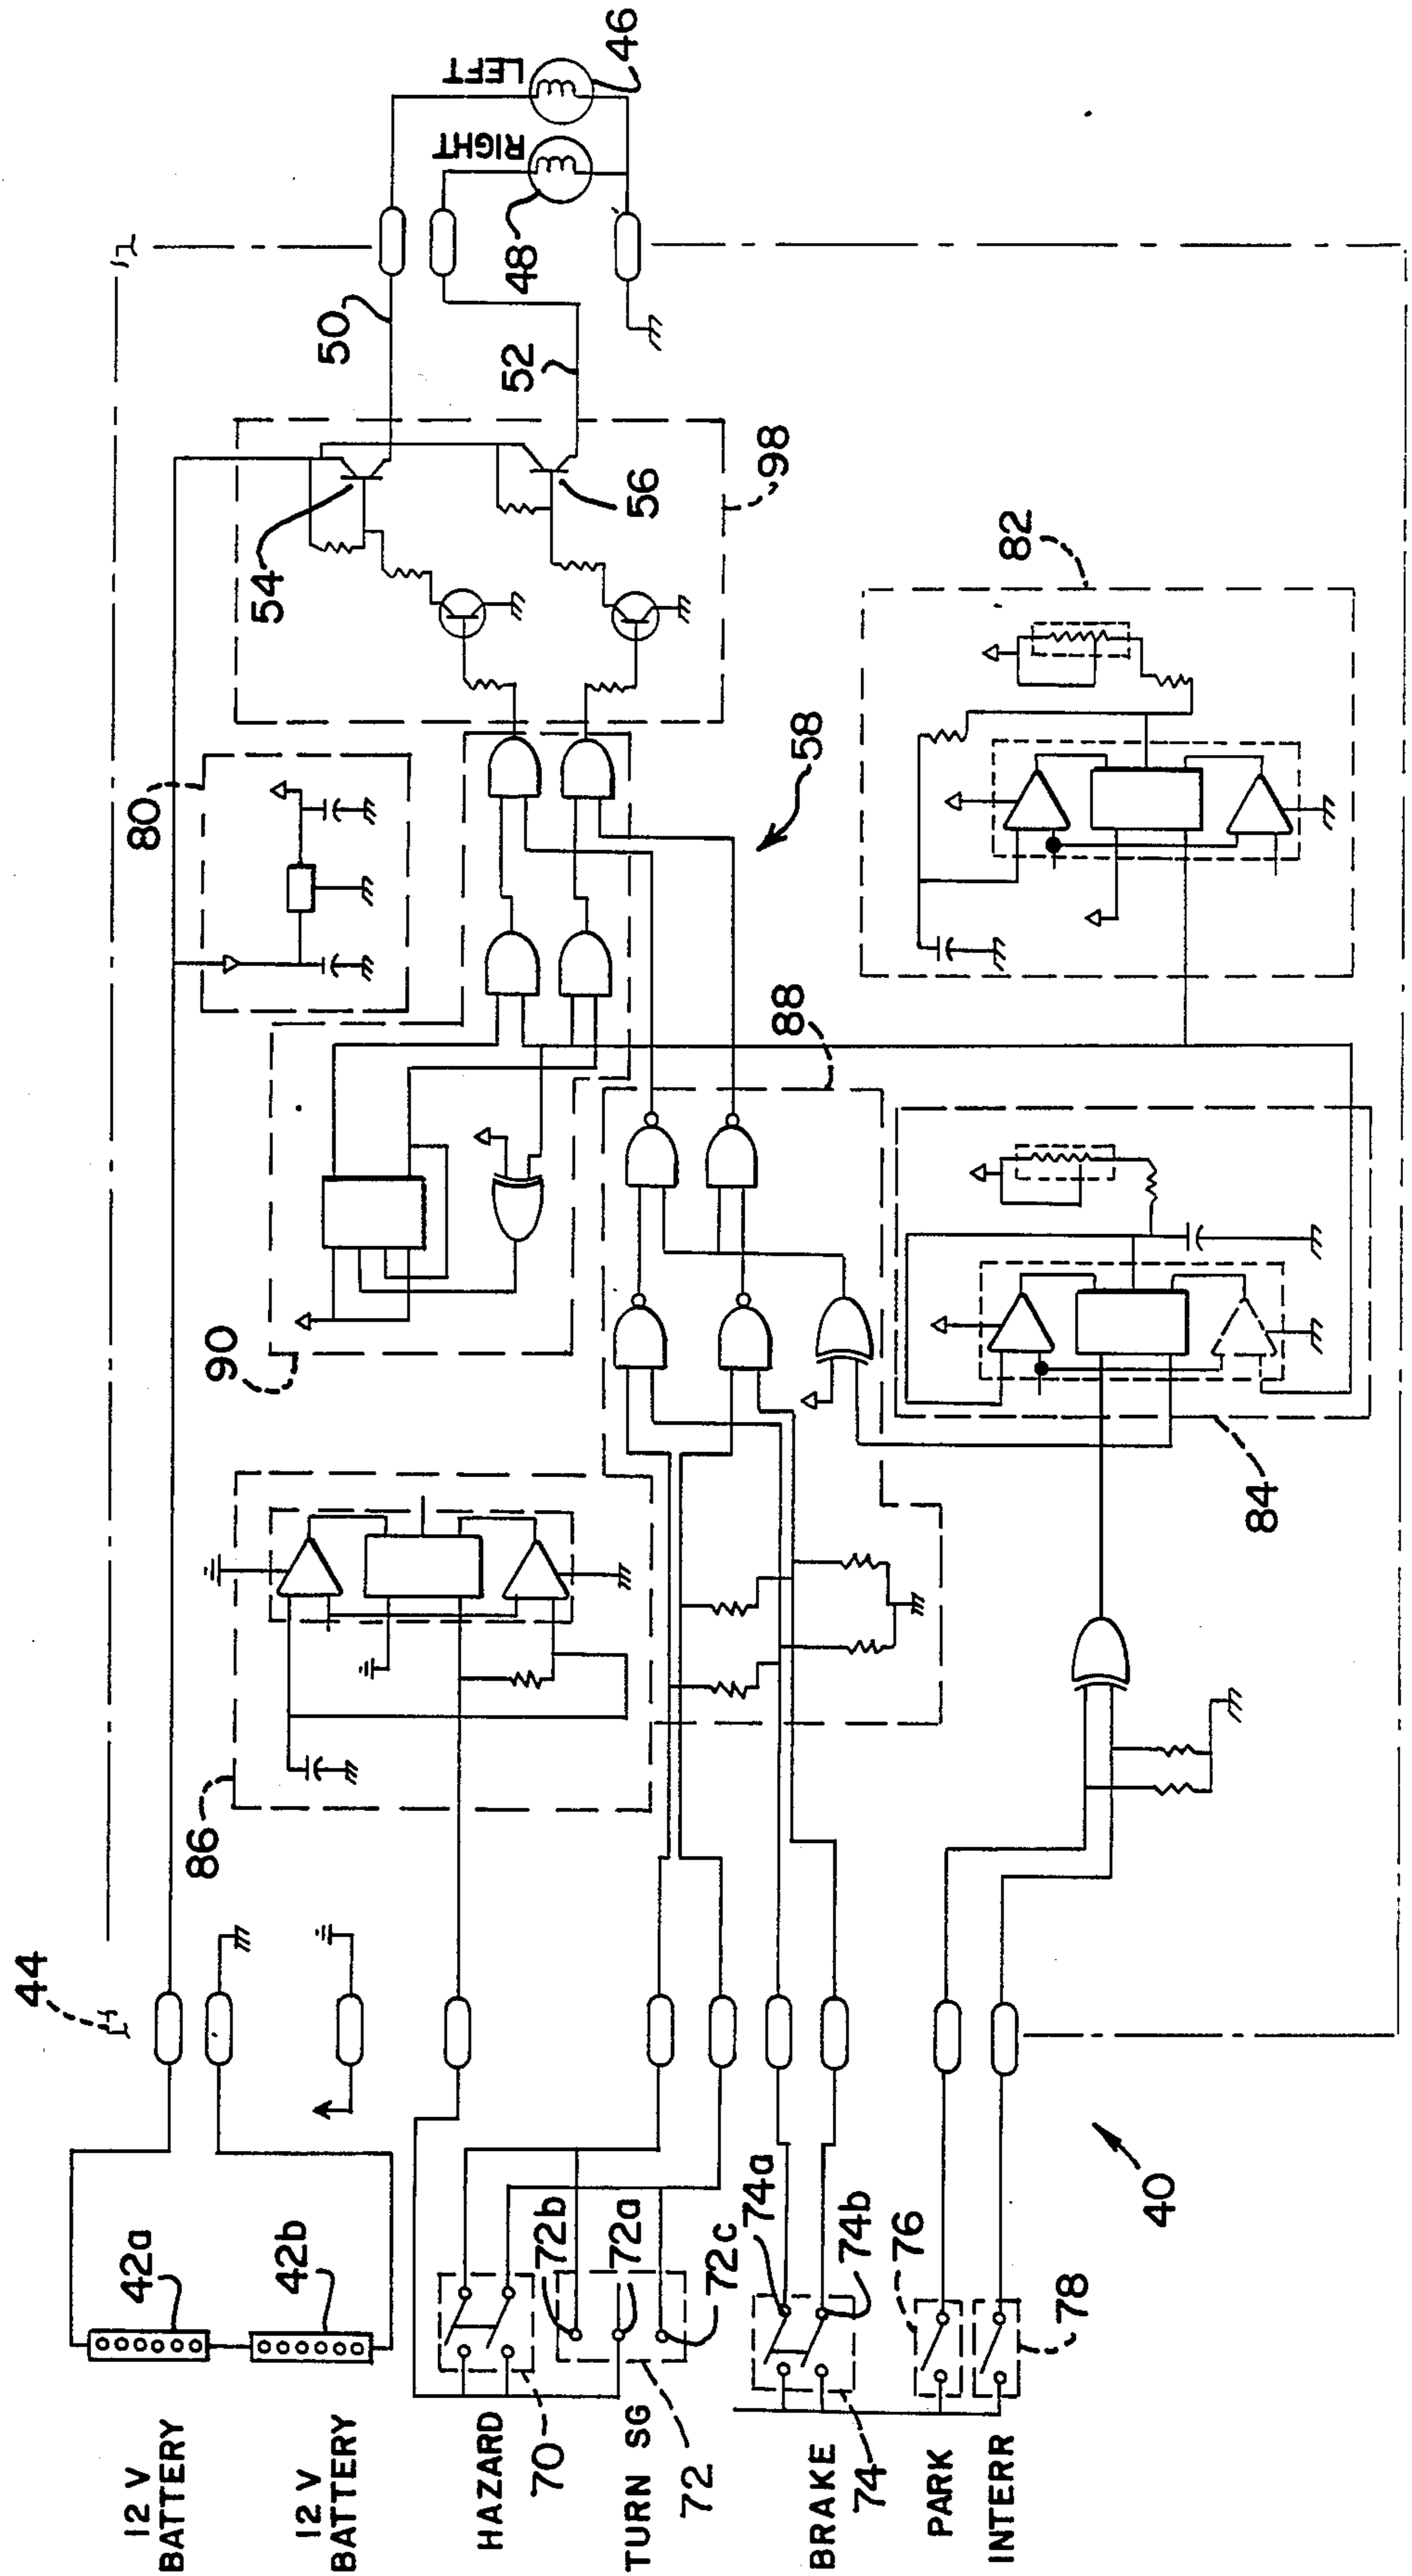 12 V
BATTERY
12 V
BATTERY
HAZARD
TURN SG
BRAKE
PARK
INTERR
42a
42b
70
72
72b
72a
72c
74
74a
74b
76
78
40
44
86
90
80
88
84
82
58
98
54
56
50
52
48
46
RIGHT
LEFT